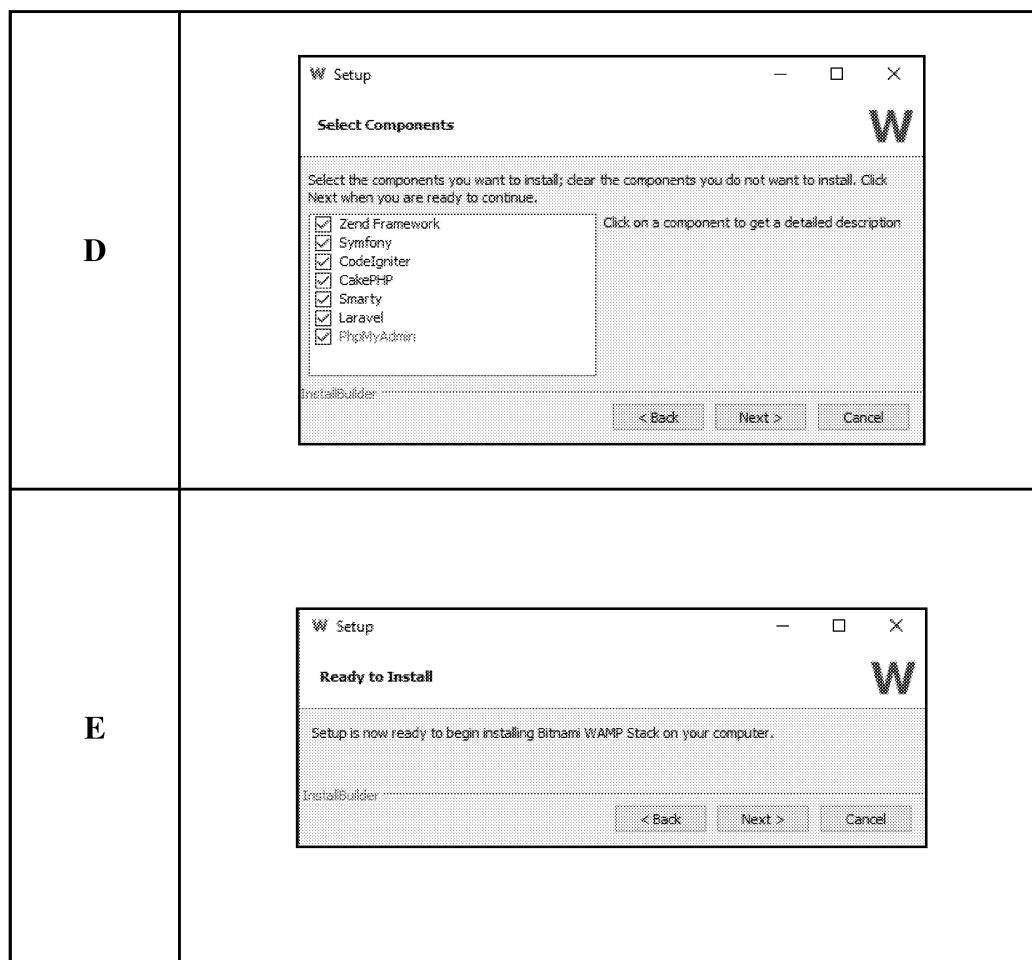 D
W Setup
Select Components
W
Select the components you want to install; clear the components you do not want to install. Click
Next when you are ready to continue.
Zend Framework
Click on a component to get a detailed description
Symfony
CodeIgniter
CakePHP
Smarty
Laravel
PhpMyAdmin
InstallBuilder
< Back
Next >
Cancel
E
W Setup
Ready to Install
W
Setup is now ready to begin installing Bitnami WAMP Stack on your computer.
InstallBuilder
< Back
Next >
Cancel